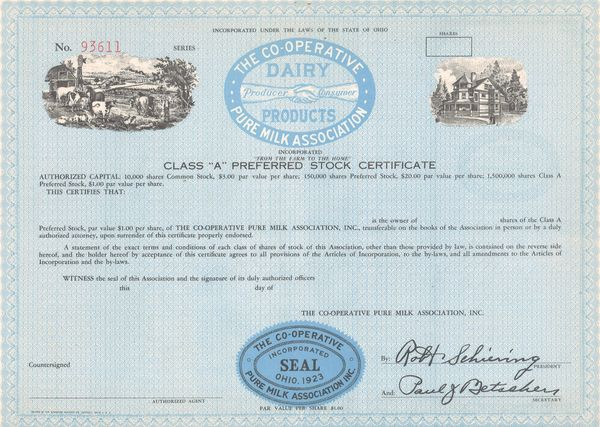 INCORPORATED UNDER THE LAWS OF THE STATE OF OHIO
No. 93611
SERIES
SHARES
THE CO-OPERATIVE
DAIRY
Producer Consumer
PRODUCTS
PURE MILK ASSOCIATION
INCORPORATED
"FROM THE FARM TO THE HOME"
CLASS "A" PREFERRED STOCK CERTIFICATE
AUTHORIZED CAPITAL: 10,000 shares Common Stock, $5.00 par value per share; 150,000 shares Preferred Stock, $20.00 par value per share; 1,500,000 shares Class A
Preferred Stock, $1.00 par value per share.
THIS CERTIFIES THAT:
is the owner of shares of the Class A
Preferred Stock, par value $1.00 per share, of THE CO-OPERATIVE PURE MILK ASSOCIATION, INC., transferable on the books of the Association in person or by a duly
authorized attorney, upon surrender of this certificate properly endorsed.
A statement of the exact terms and conditions of each class of shares of stock of this Association, other than those provided by law, is contained on the reverse side
hereof, and the holder hereof by acceptance of this certificate agrees to all provisions of the Articles of Incorporation, to the by-laws, and all amendments to the Articles of
Incorporation and the by-laws.
WITNESS the seal of this Association and the signature of its duly authorized officers
this day of
THE CO-OPERATIVE PURE MILK ASSOCIATION, INC.
THE CO-OPERATIVE
INCORPORATED
SEAL
OHIO, 1923
PURE MILK ASSOCIATION INC.
Countersigned
By: Robt Schiering
PRESIDENT
And: Paul J Betscher
SECRETARY
AUTHORIZED AGENT
PAR VALUE PER SHARE $1.00